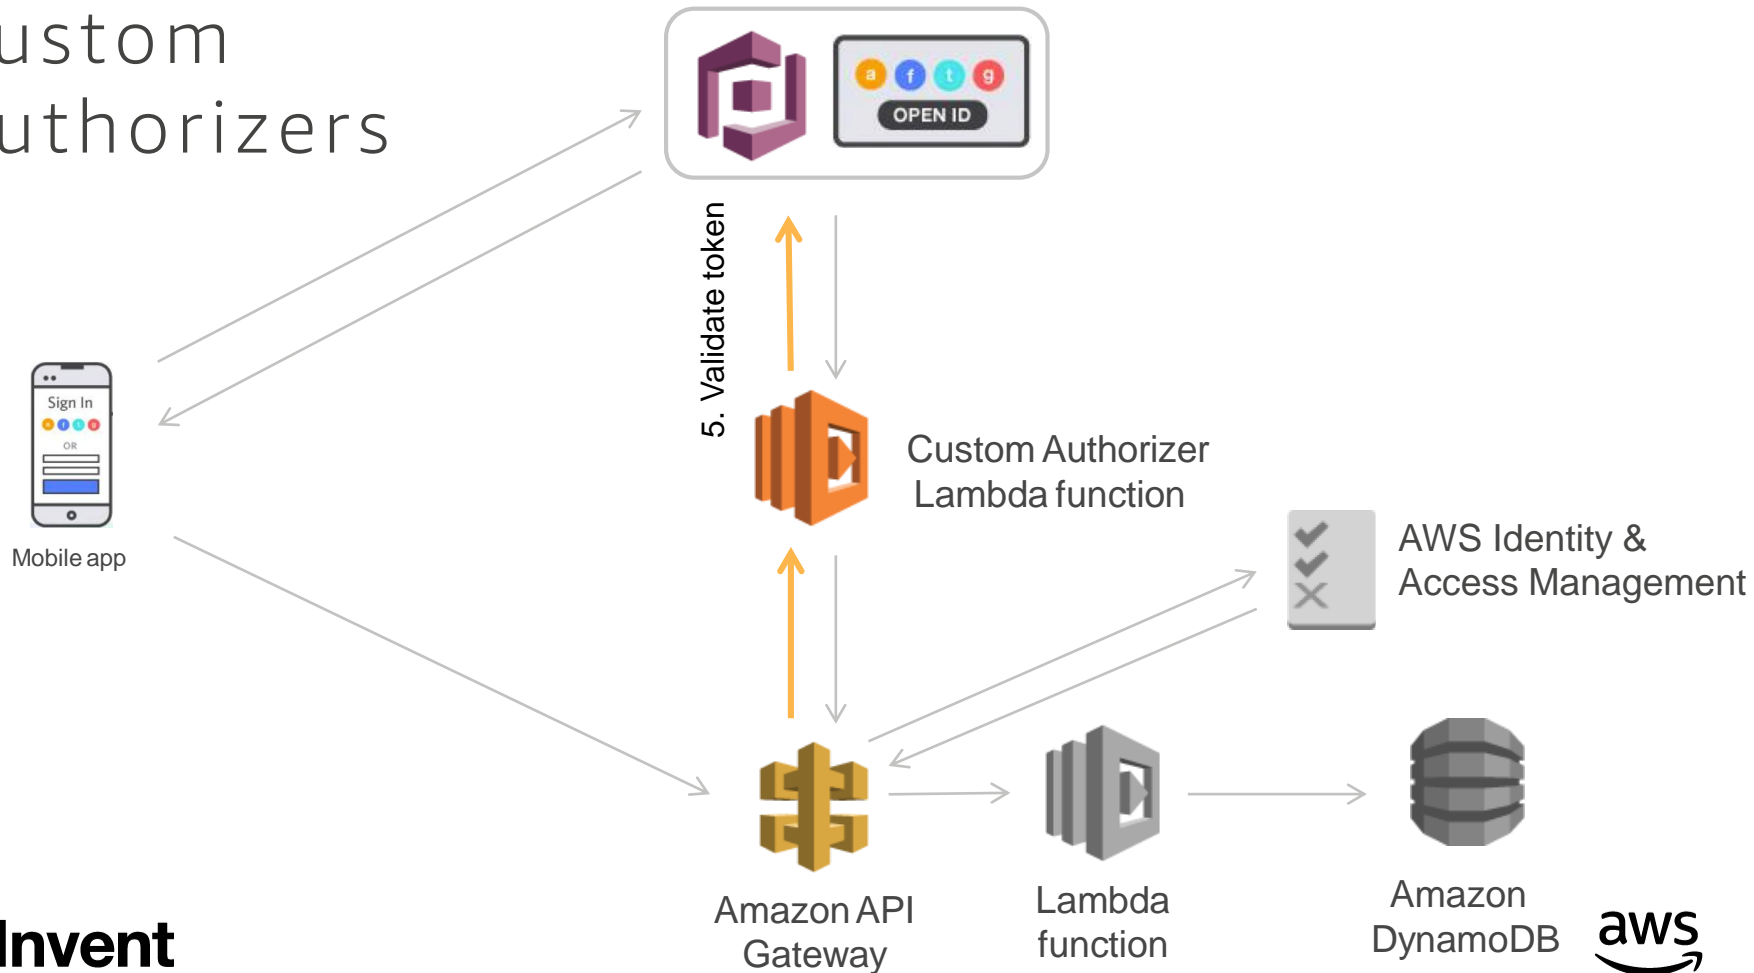 ustom
uthorizers
a f t g
OPEN ID
5. Validate token
Sign In
a f t g
OR
Mobile app
Custom Authorizer
Lambda function
AWS Identity &
Access Management
Amazon API
Gateway
Lambda
function
Amazon
DynamoDB
Invent
aws